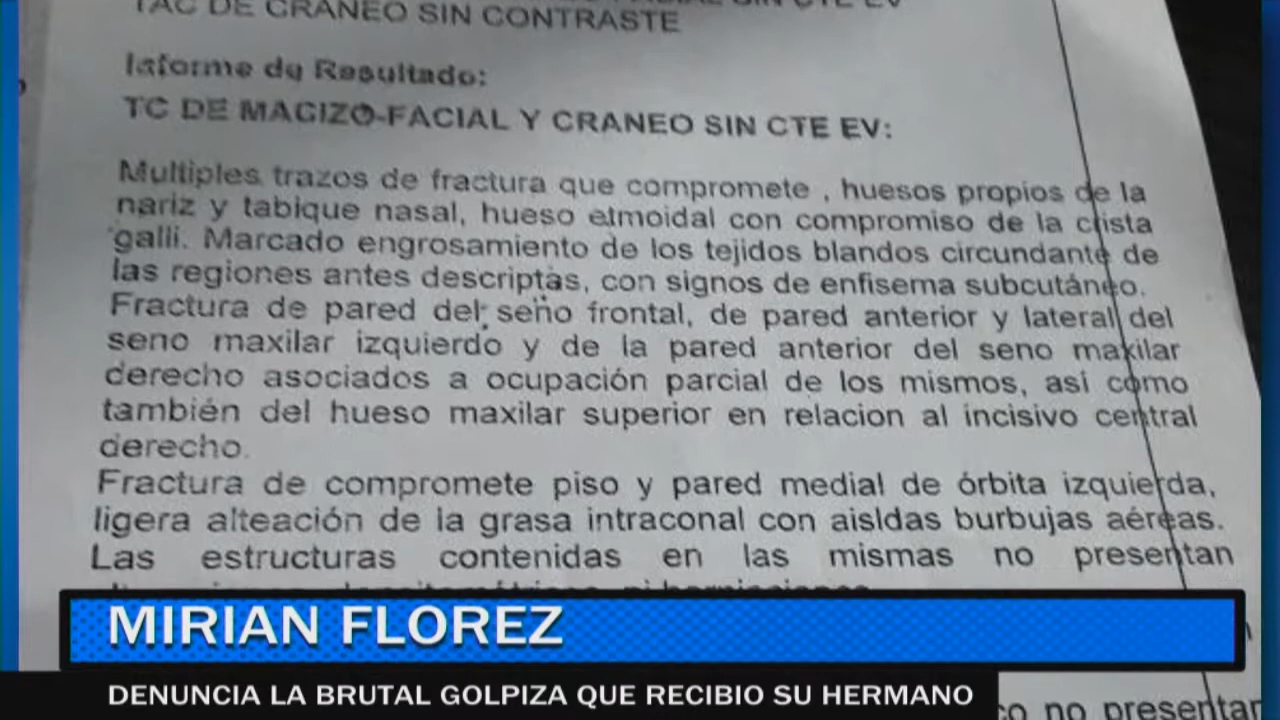 TAC DE CRANEO SIN CONTRASTE
Informe de Resultado:
TC DE MACIZO-FACIAL Y CRANEO SIN CTE EV:
Multiples trazos de fractura que compromete , huesos propios de la
nariz y tabique nasal, hueso etmoidal con compromiso de la crista
galli. Marcado engrosamiento de los tejidos blandos circundante de
las regiones antes descriptas, con signos de enfisema subcutáneo.
Fractura de pared del seno frontal, de pared anterior y lateral del
seno maxilar izquierdo y de la pared anterior del seno maxilar
derecho asociados a ocupación parcial de los mismos, así como
también del hueso maxilar superior en relacion al incisivo central
derecho.
Fractura de compromete piso y pared medial de órbita izquierda,
ligera alteación de la grasa intraconal con aisldas burbujas aéreas.
Las estructuras contenidas en las mismas no presentan
MIRIAN FLOREZ
DENUNCIA LA BRUTAL GOLPIZA QUE RECIBIO SU HERMANO
no presentan